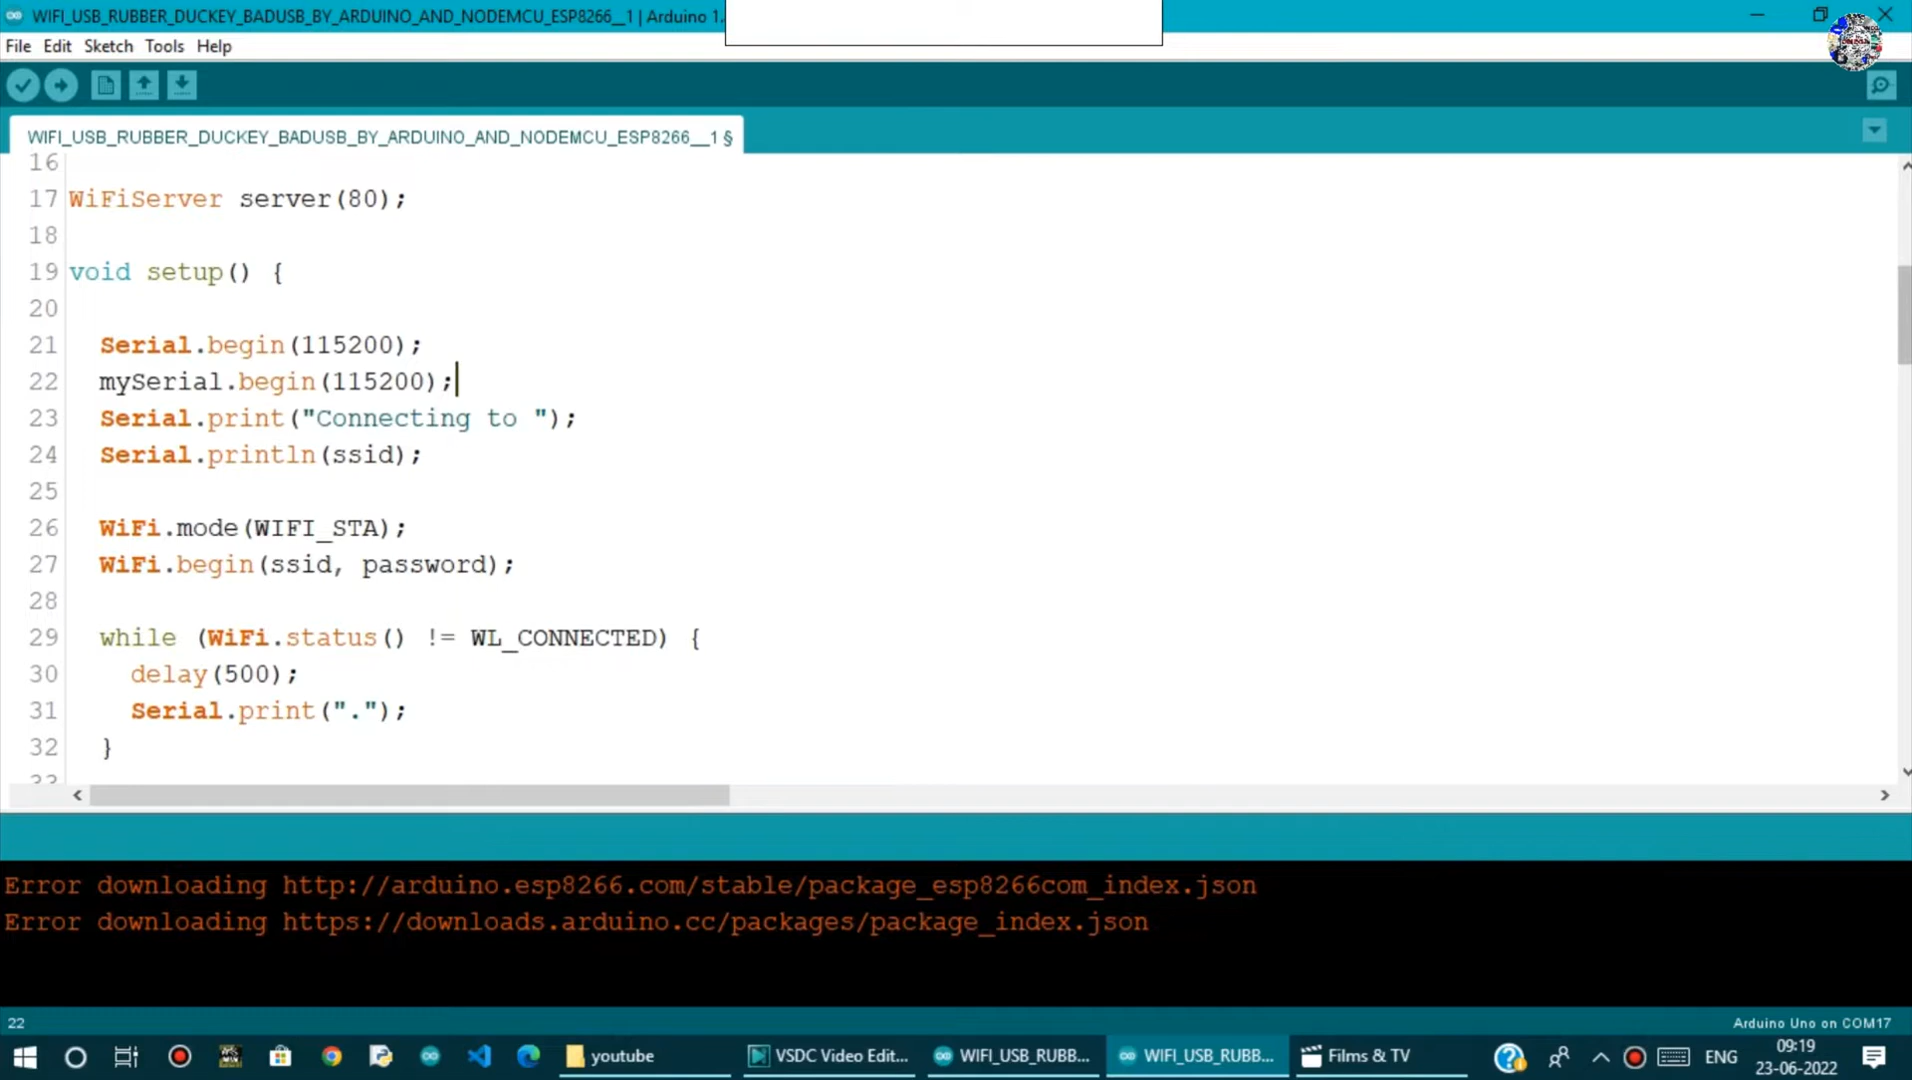 WIFI_USB_RUBBER_DUCKEY_BADUSB_BY_ARDUINO_AND_NODEMCU_ESP8266__1 | Arduino 1.
File Edit Sketch Tools Help
WIFI_USB_RUBBER_DUCKEY_BADUSB_BY_ARDUINO_AND_NODEMCU_ESP8266__1 §
16
17 WiFiServer server(80);
18
19 void setup() {
20
21 Serial.begin(115200);
22 mySerial.begin(115200);
23 Serial.print("Connecting to ");
24 Serial.println(ssid);
25
26 WiFi.mode(WIFI_STA);
27 WiFi.begin(ssid, password);
28
29 while (WiFi.status() != WL_CONNECTED) {
30 delay(500);
31 Serial.print(".");
32 }
33
Error downloading http://arduino.esp8266.com/stable/package_esp8266com_index.json
Error downloading https://downloads.arduino.cc/packages/package_index.json
22
Arduino Uno on COM17
youtube
VSDC Video Edit...
WIFI_USB_RUBB...
WIFI_USB_RUBB...
Films & TV
ENG
09:19
23-06-2022